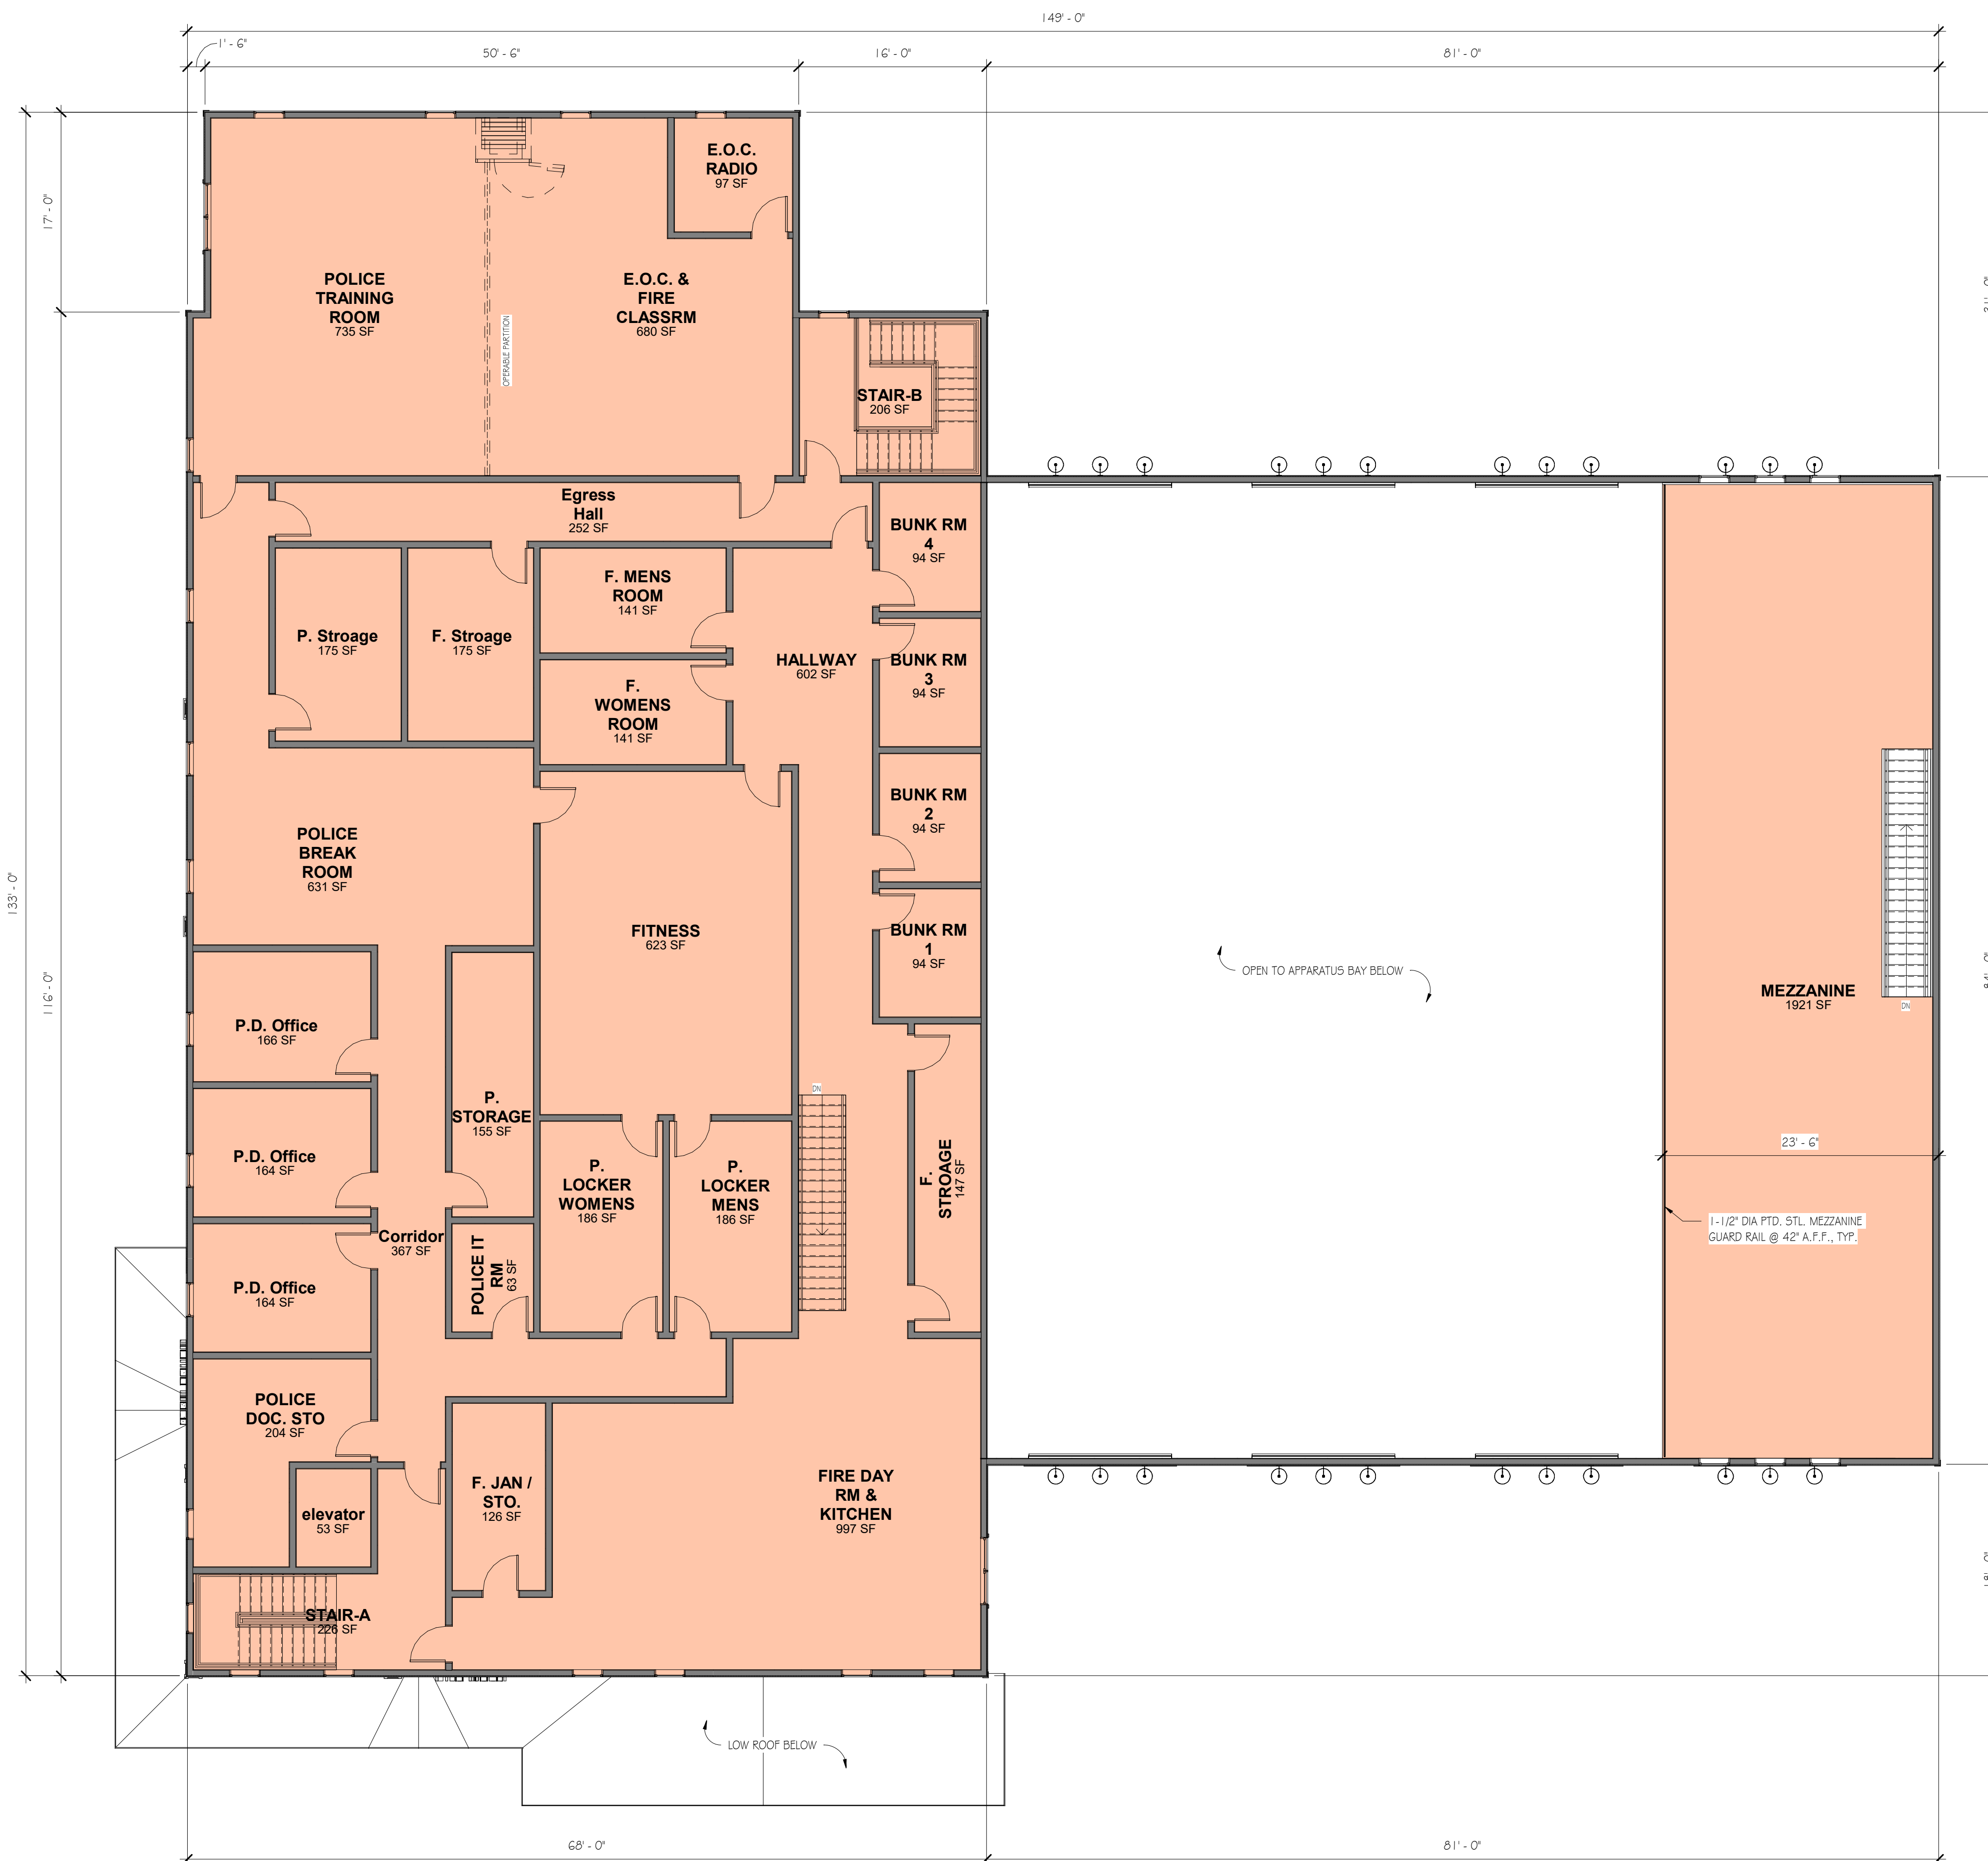 149' - 0"
1' - 6"
50' - 6"
16' - 0"
81' - 0"
17' - 0"
133' - 0"
116' - 0"
E.O.C.
RADIO
97 SF
POLICE
TRAINING
ROOM
735 SF
E.O.C. &
FIRE
CLASSRM
680 SF
OPERABLE PARTITION
STAIR-B
206 SF
Egress
Hall
252 SF
BUNK RM
4
94 SF
F. MENS
ROOM
141 SF
P. Stroage
175 SF
F. Stroage
175 SF
HALLWAY
602 SF
BUNK RM
3
94 SF
F.
WOMENS
ROOM
141 SF
BUNK RM
2
94 SF
POLICE
BREAK
ROOM
631 SF
FITNESS
623 SF
BUNK RM
1
94 SF
OPEN TO APPARATUS BAY BELOW
MEZZANINE
1921 SF
DN
P.D. Office
166 SF
DN
P.
STORAGE
155 SF
P.D. Office
164 SF
P.
LOCKER
WOMENS
186 SF
P.
LOCKER
MENS
186 SF
F.
STROAGE
147 SF
23' - 6"
1-1/2" DIA PTD. STL. MEZZANINE
GUARD RAIL @ 42" A.F.F., TYP.
Corridor
367 SF
POLICE IT
RM
63 SF
P.D. Office
164 SF
POLICE
DOC. STO
204 SF
elevator
53 SF
F. JAN /
STO.
126 SF
FIRE DAY
RM &
KITCHEN
997 SF
STAIR-A
226 SF
LOW ROOF BELOW
68' - 0"
81' - 0"